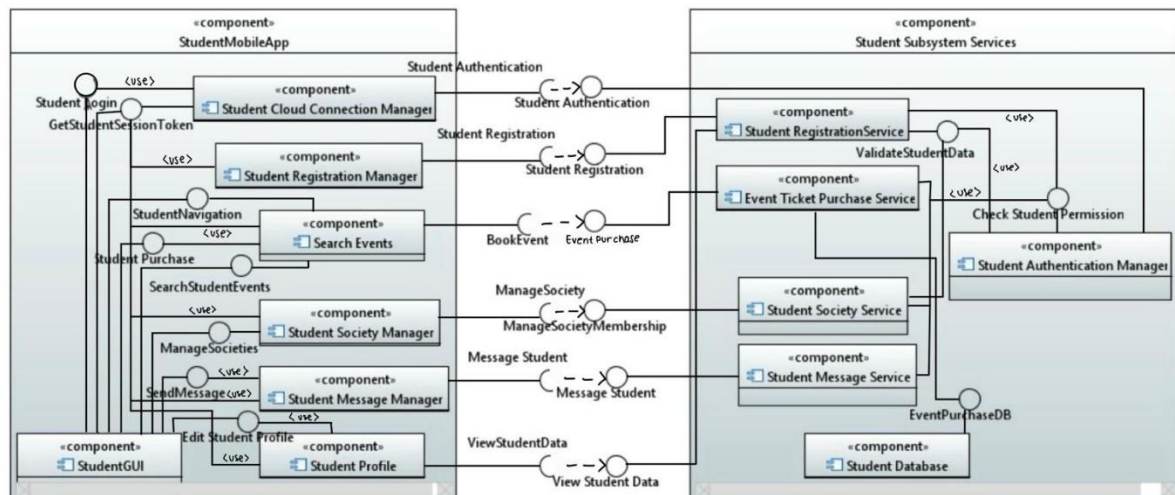 «component»
StudentMobileApp
«component»
Student Subsystem Services
Student Authentication
<use>
«component»
Student Cloud Connection Manager
Student Login
GetStudentSessionToken
Student Authentication
«component»
Student RegistrationService
<use>
Student Registration
ValidateStudentData
<use>
«component»
Student Registration Manager
<use>
Student Registration
«component»
Event Ticket Purchase Service
<use>
Check Student Permission
StudentNavigation
<use>
«component»
Search Events
BookEvent
Event Purchase
Student Purchase
«component»
Student Authentication Manager
SearchStudentEvents
ManageSociety
«component»
Student Society Service
<use>
«component»
Student Society Manager
ManageSocietyMembership
ManageSocieties
Message Student
«component»
Student Message Service
<use>
«component»
Student Message Manager
SendMessage
<use>
Message Student
EventPurchaseDB
Edit Student Profile
<use>
ViewStudentData
«component»
StudentGUI
<use>
«component»
Student Profile
View Student Data
«component»
Student Database